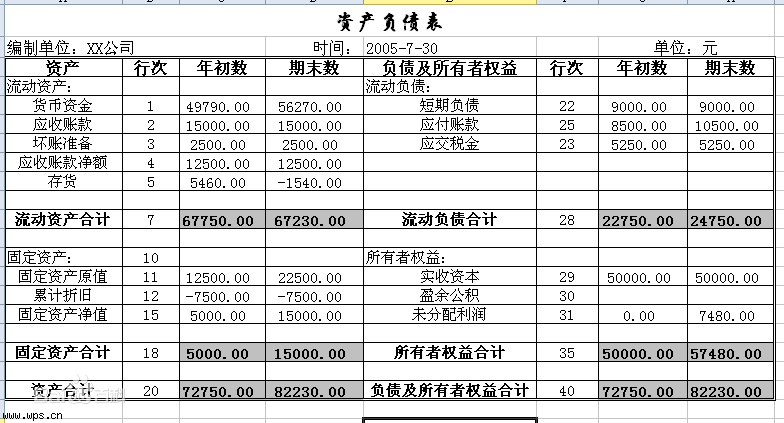 资产负债表
编制单位：XX公司 时间： 2005-7-30 单位：元
资产 行次 年初数 期末数 负债及所有者权益 行次 年初数 期末数
流动资产： 流动负债：
货币资金 1 49790.00 56270.00 短期负债 22 9000.00 9000.00
应收账款 2 15000.00 15000.00 应付账款 25 8500.00 10500.00
坏账准备 3 2500.00 2500.00 应交税金 23 5250.00 5250.00
应收账款净额 4 12500.00 12500.00
存货 5 5460.00 -1540.00
流动资产合计 7 67750.00 67230.00 流动负债合计 28 22750.00 24750.00
固定资产： 10 所有者权益：
固定资产原值 11 12500.00 22500.00 实收资本 29 50000.00 50000.00
累计折旧 12 -7500.00 -7500.00 盈余公积 30
固定资产净值 15 5000.00 15000.00 未分配利润 31 0.00 7480.00
固定资产合计 18 5000.00 15000.00 所有者权益合计 35 50000.00 57480.00
资产合计 20 72750.00 82230.00 负债及所有者权益合计 40 72750.00 82230.00
www.wps.cn